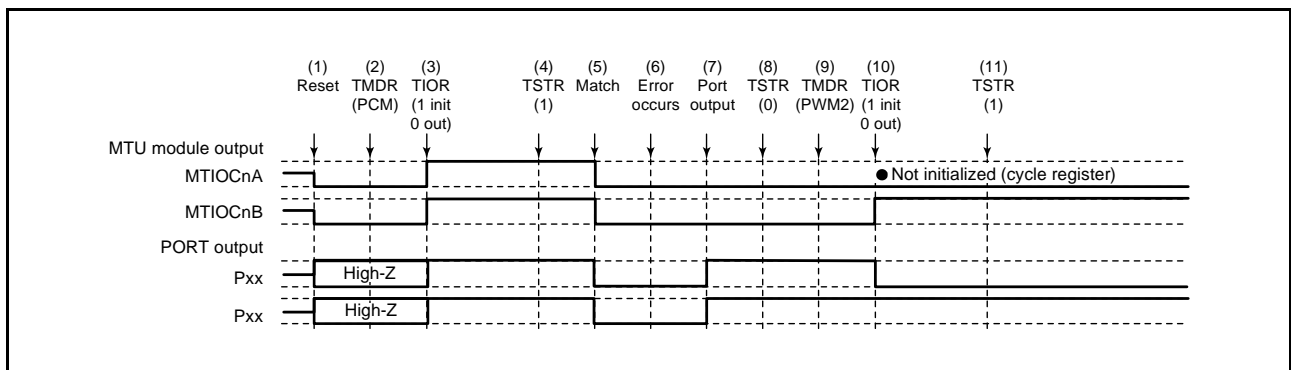 (1) (2) (3) (4) (5) (6) (7) (8) (9) (10) (11)
Reset TMDR TIOR TSTR Match Error Port TSTR TMDR TIOR TSTR
(PCM) (1 init (1) occurs output (0) (PWM2) (1 init (1)
0 out) 0 out)
MTU module output
MTIOCnA ● Not initialized (cycle register)
MTIOCnB
PORT output
Pxx High-Z
Pxx High-Z